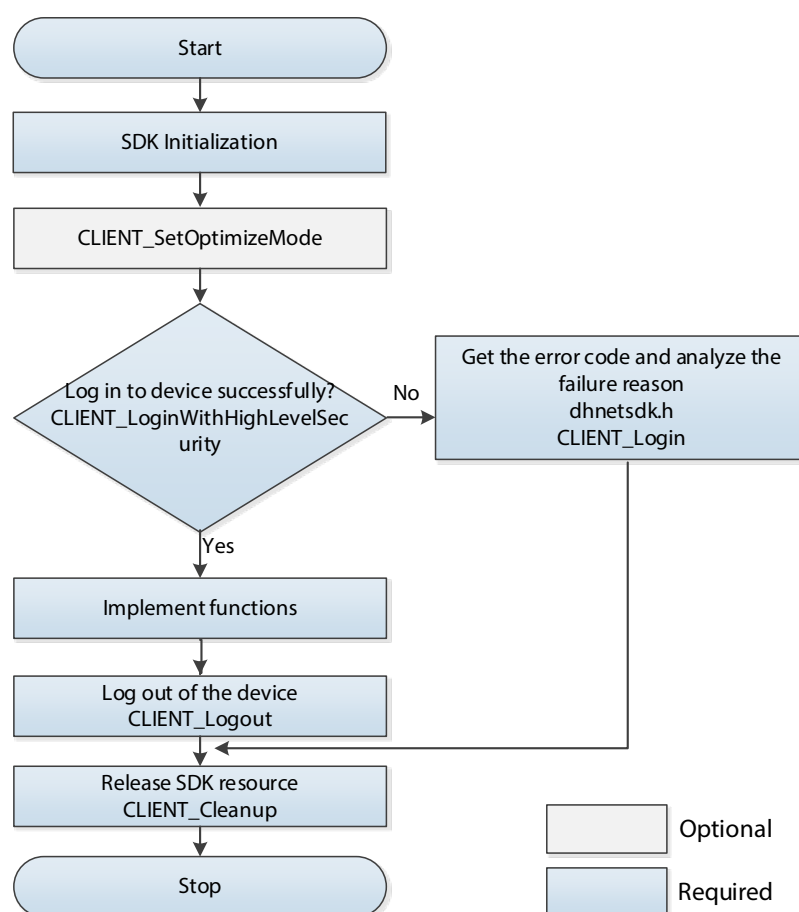 Start
SDK Initialization
CLIENT_SetOptimizeMode
Log in to device successfully?
CLIENT_LoginWithHighLevelSec
urity
No
Get the error code and analyze the
failure reason
dhnetsdk.h
CLIENT_Login
Yes
Implement functions
Log out of the device
CLIENT_Logout
Release SDK resource
CLIENT_Cleanup
Stop
Optional
Required